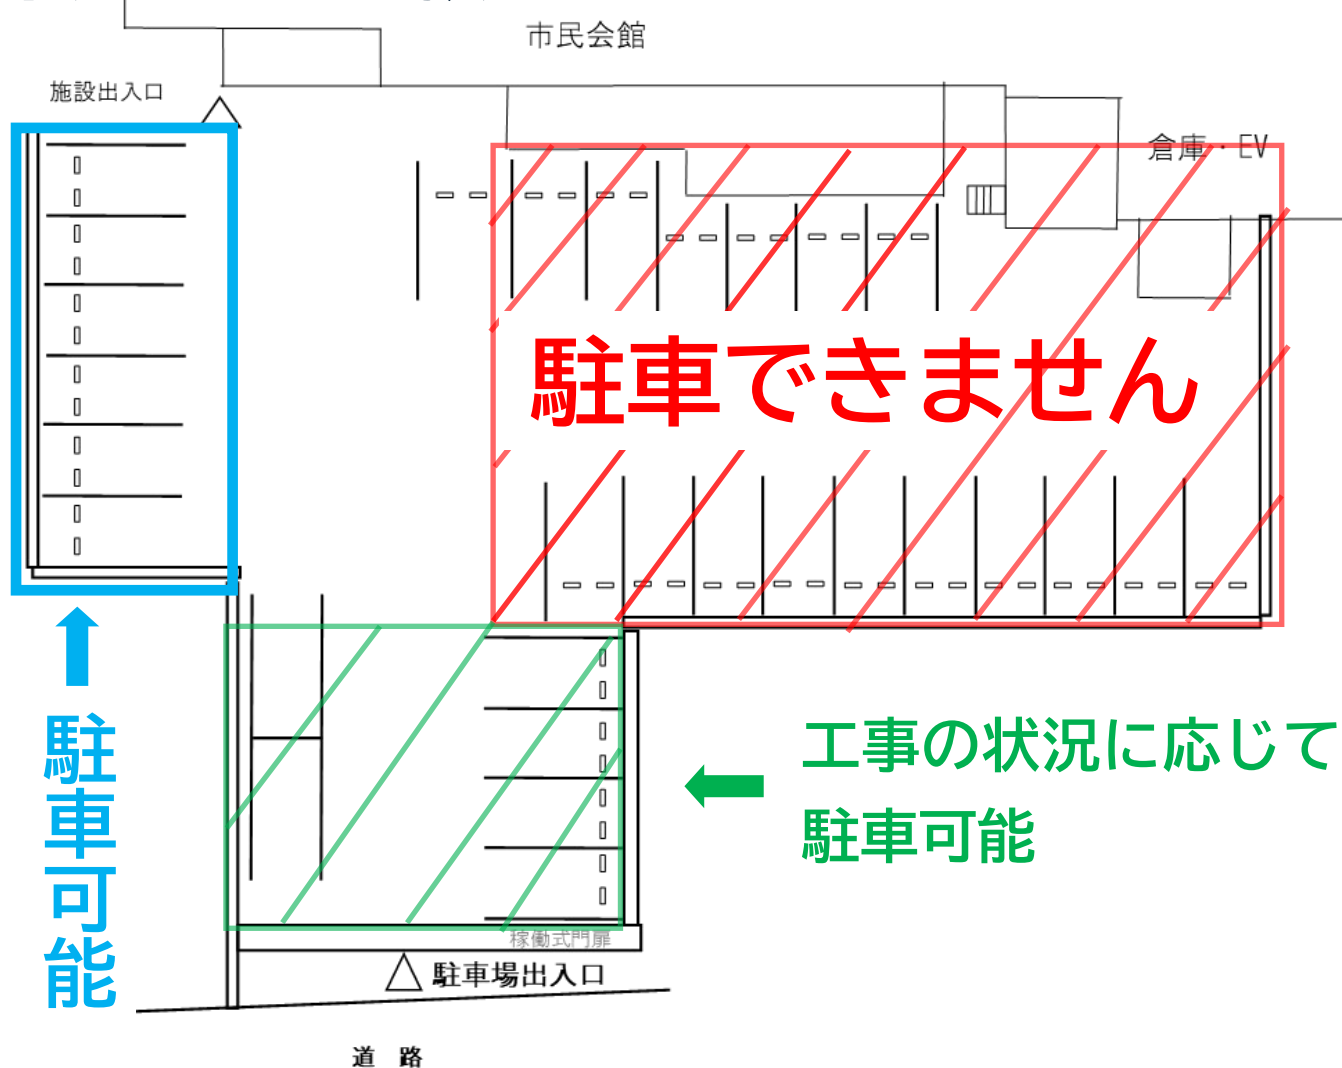 市民会館
施設出入口
倉庫・EV
駐車できません
駐車可能
工事の状況に応じて
駐車可能
稼働式門扉
駐車場出入口
道 路